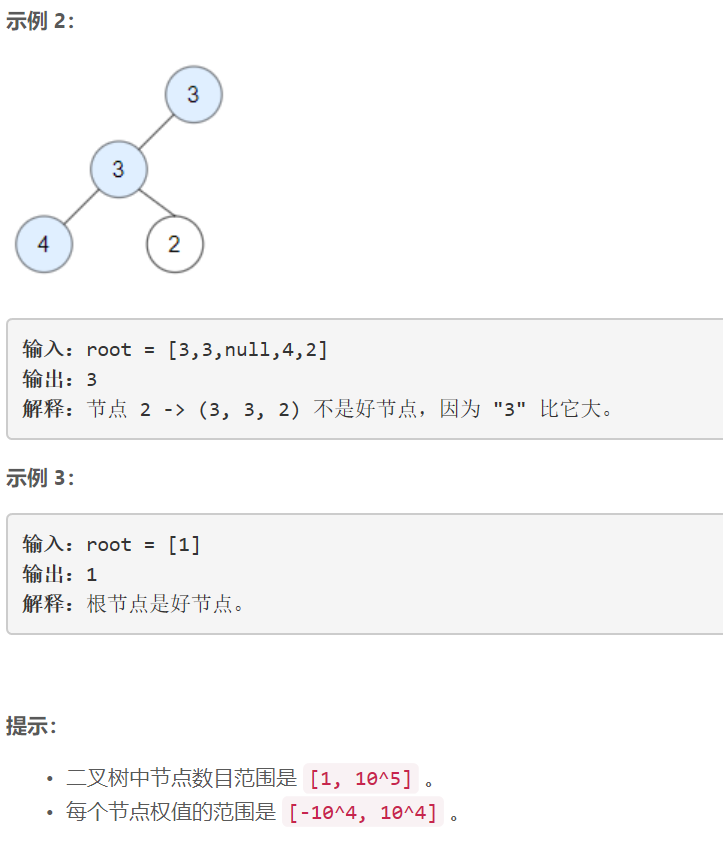 示例 2：
3
3
4
2
输入：root = [3,3,null,4,2]
输出：3
解释：节点 2 -> (3, 3, 2) 不是好节点，因为 "3" 比它大。
示例 3：
输入：root = [1]
输出：1
解释：根节点是好节点。
提示：
• 二叉树中节点数目范围是 [1, 10^5] 。
• 每个节点权值的范围是 [-10^4, 10^4] 。